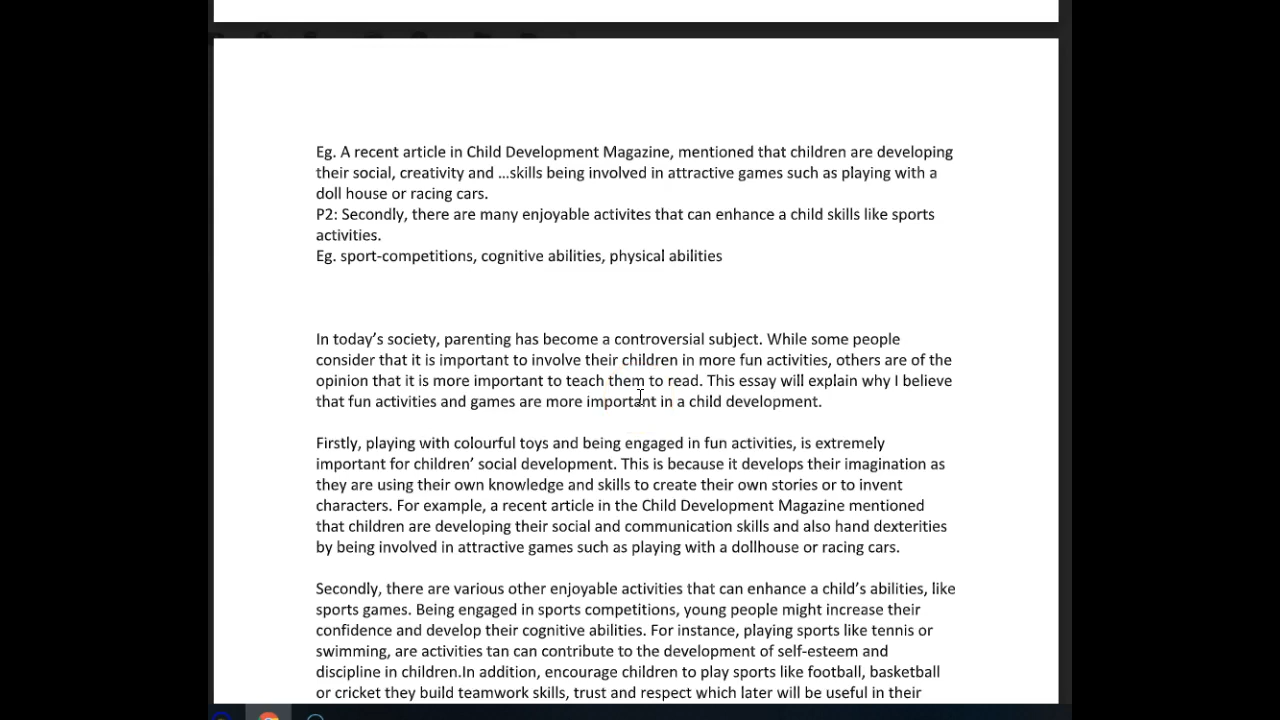 Eg. A recent article in Child Development Magazine, mentioned that children are developing
their social, creativity and ...skills being involved in attractive games such as playing with a
doll house or racing cars.
P2: Secondly, there are many enjoyable activites that can enhance a child skills like sports
activities.
Eg. sport-competitions, cognitive abilities, physical abilities
In today’s society, parenting has become a controversial subject. While some people
consider that it is important to involve their children in more fun activities, others are of the
opinion that it is more important to teach them to read. This essay will explain why I believe
that fun activities and games are more important in a child development.
Firstly, playing with colourful toys and being engaged in fun activities, is extremely
important for children’ social development. This is because it develops their imagination as
they are using their own knowledge and skills to create their own stories or to invent
characters. For example, a recent article in the Child Development Magazine mentioned
that children are developing their social and communication skills and also hand dexterities
by being involved in attractive games such as playing with a dollhouse or racing cars.
Secondly, there are various other enjoyable activities that can enhance a child’s abilities, like
sports games. Being engaged in sports competitions, young people might increase their
confidence and develop their cognitive abilities. For instance, playing sports like tennis or
swimming, are activities tan can contribute to the development of self-esteem and
discipline in children.In addition, encourage children to play sports like football, basketball
or cricket they build teamwork skills, trust and respect which later will be useful in their